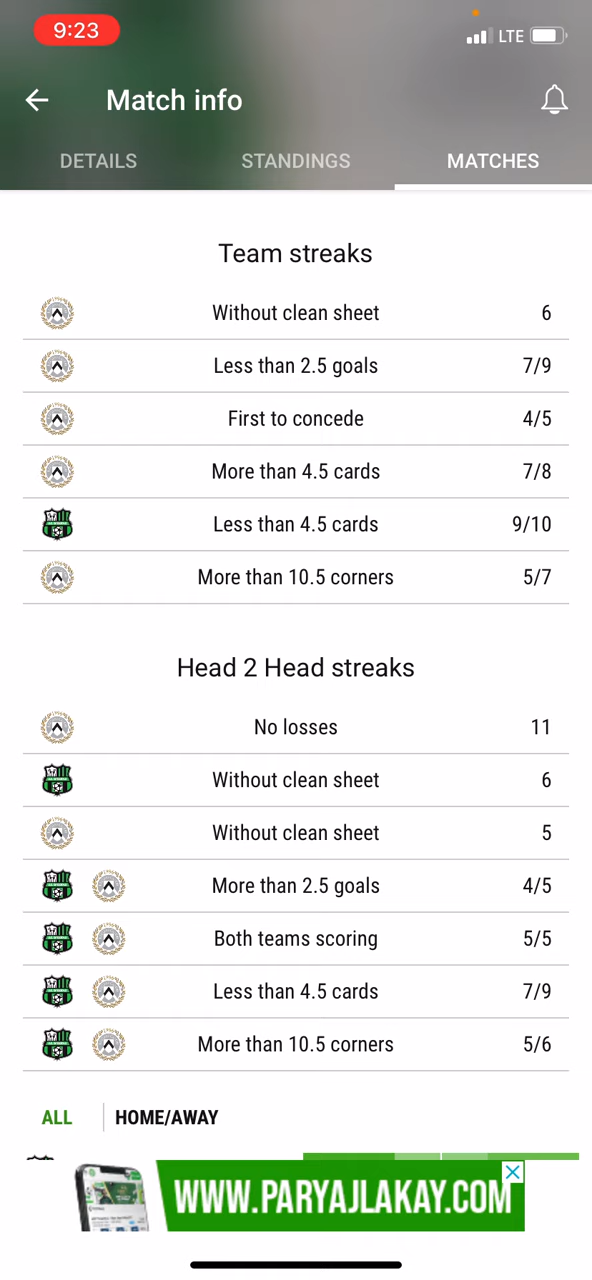 9:23
LTE
Match info
DETAILS STANDINGS MATCHES
Team streaks
Without clean sheet 6
Less than 2.5 goals 7/9
First to concede 4/5
More than 4.5 cards 7/8
Less than 4.5 cards 9/10
More than 10.5 corners 5/7
Head 2 Head streaks
No losses 11
Without clean sheet 6
Without clean sheet 5
More than 2.5 goals 4/5
Both teams scoring 5/5
Less than 4.5 cards 7/9
More than 10.5 corners 5/6
ALL HOME/AWAY
WWW.PARYAJLAKAY.COM